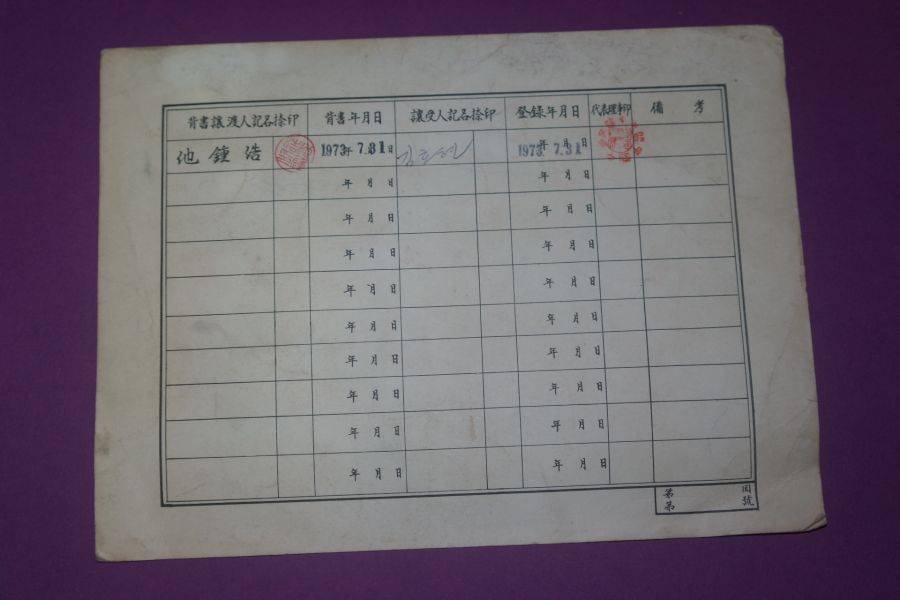 背書讓渡人記名捺印 背書年月日 讓受人記名捺印 登録年月日 代表理事印 備考
池鍾浩 1973年 7.31日 1973年 7月31日
年月日 年月日
年月日 年月日
年月日 年月日
年月日 年月日
年月日 年月日
年月日 年月日
年月日 年月日
年月日 年月日
年月日 年月日
第 回
第 號